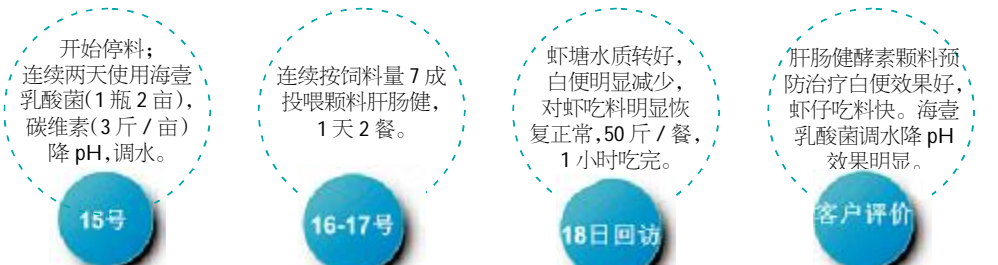 开始停料；
连续两天使用海壹
乳酸菌（1瓶2亩），
碳维素（3斤/亩）
降pH，调水。
15号
连续按饲料量7成
投喂颗料肝肠健，
1天2餐。
16-17号
虾塘水质转好，
白便明显减少，
对虾吃料明显恢
复正常，50斤/餐，
1小时吃完。
18日回访
肝肠健酵素颗料预
防治疗白便效果好，
虾仔吃料快。海壹
乳酸菌调水降pH
效果明显。
客户评价